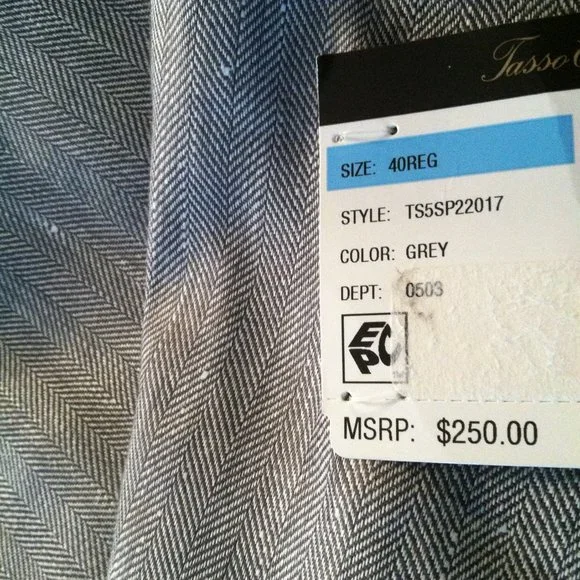 Tasso
SIZE: 40REG
STYLE: TS5SP22017
COLOR: GREY
DEPT: 0503
EPC
MSRP: $250.00